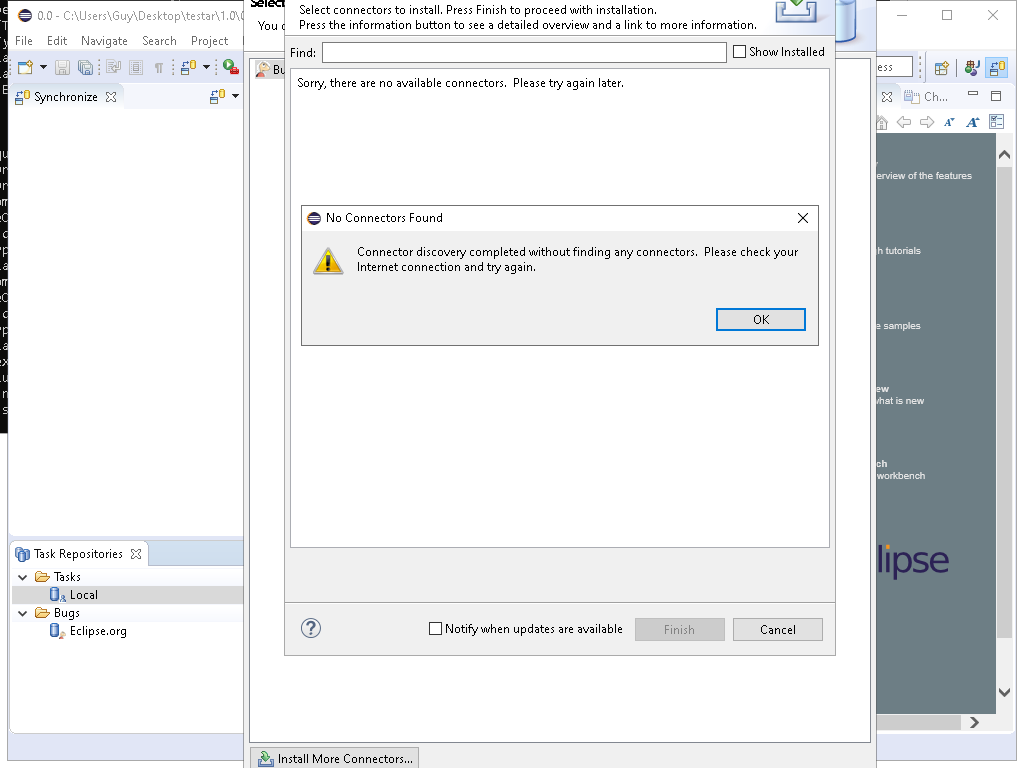 0.0 - C:\Users\Guy\Desktop\testar\1.0\
File Edit Navigate Search Project
Synchronize
Select
You c
Bu
Select connectors to install. Press Finish to proceed with installation.
Press the information button to see a detailed overview and a link to more information.
Find:
Show Installed
Sorry, there are no available connectors. Please try again later.
No Connectors Found
Connector discovery completed without finding any connectors. Please check your
Internet connection and try again.
OK
Notify when updates are available
Finish
Cancel
Install More Connectors...
Task Repositories
Tasks
Local
Bugs
Eclipse.org
ess
Ch...
erview of the features
h tutorials
e samples
ew
what is new
ch
workbench
lipse